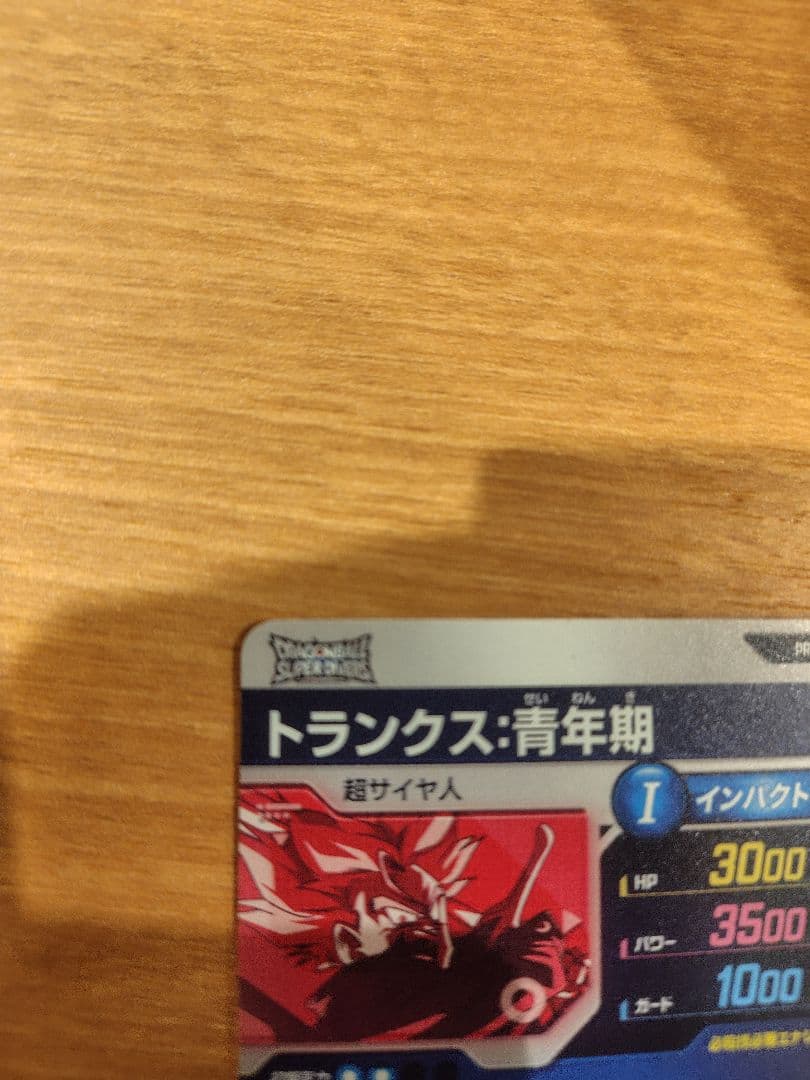 DRAGONBALL
SUPER DIVERS
PR
せい ねん き
トランクス:青年期
超サイヤ人
I インパクト
HP 3000
パワー 3500
ガード 1000